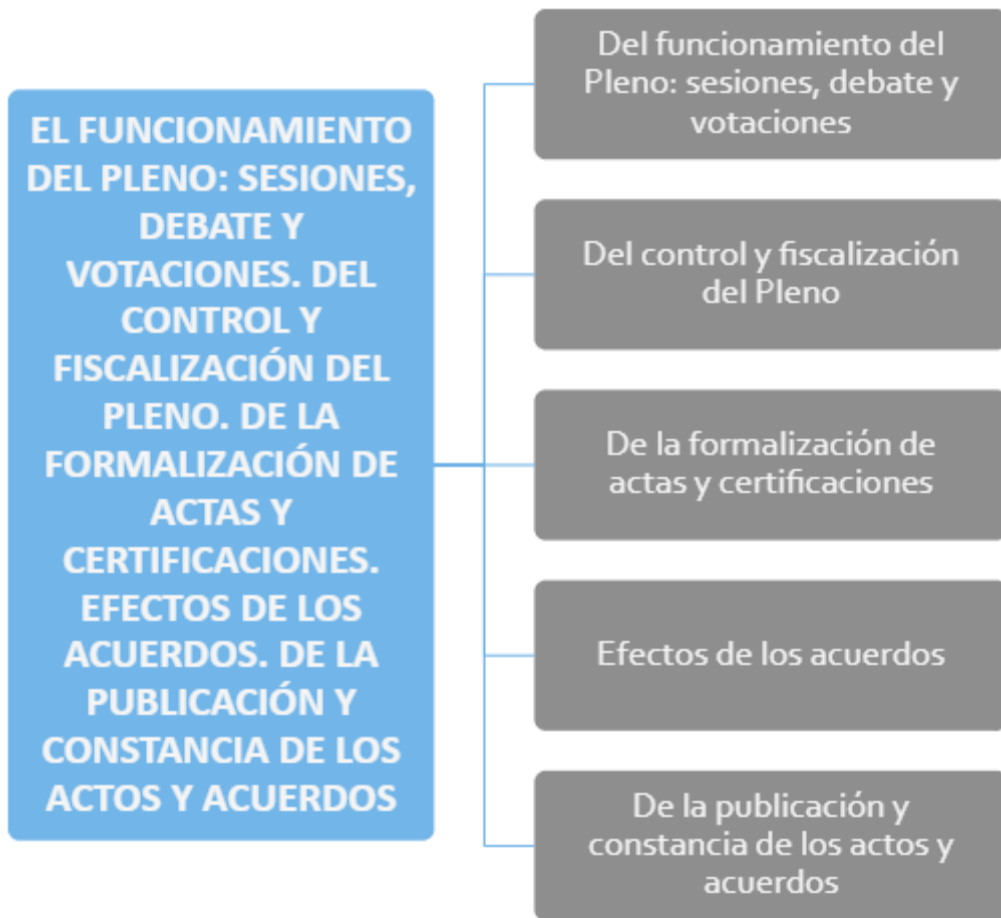 EL FUNCIONAMIENTO
DEL PLENO: SESIONES,
DEBATE Y
VOTACIONES. DEL
CONTROL Y
FISCALIZACIÓN DEL
PLENO. DE LA
FORMALIZACIÓN DE
ACTAS Y
CERTIFICACIONES.
EFECTOS DE LOS
ACUERDOS. DE LA
PUBLICACIÓN Y
CONSTANCIA DE LOS
ACTOS Y ACUERDOS
Del funcionamiento del
Pleno: sesiones, debate y
votaciones
Del control y fiscalización
del Pleno
De la formalización de
actas y certificaciones
Efectos de los acuerdos
De la publicación y
constancia de los actos y
acuerdos